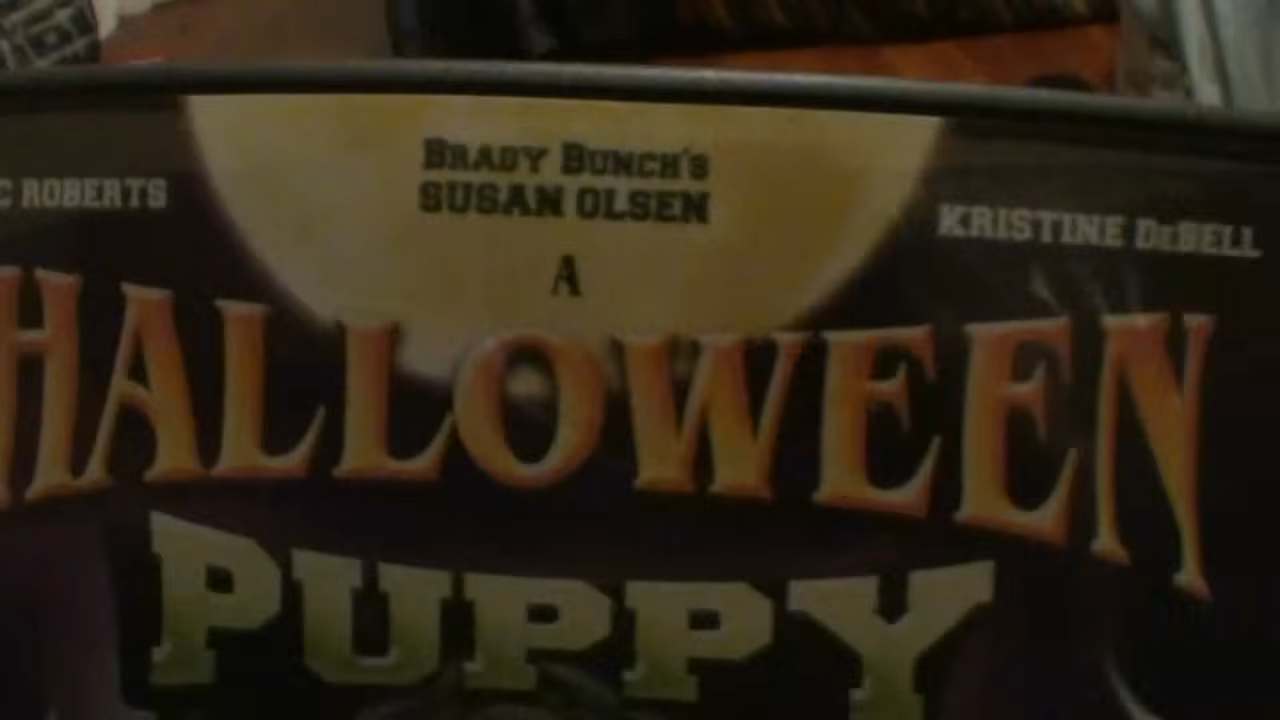 C ROBERTS
BRADY BUNCH'S
SUSAN OLSEN
KRISTINE DEBELL
A
HALLOWEEN
PUPPY